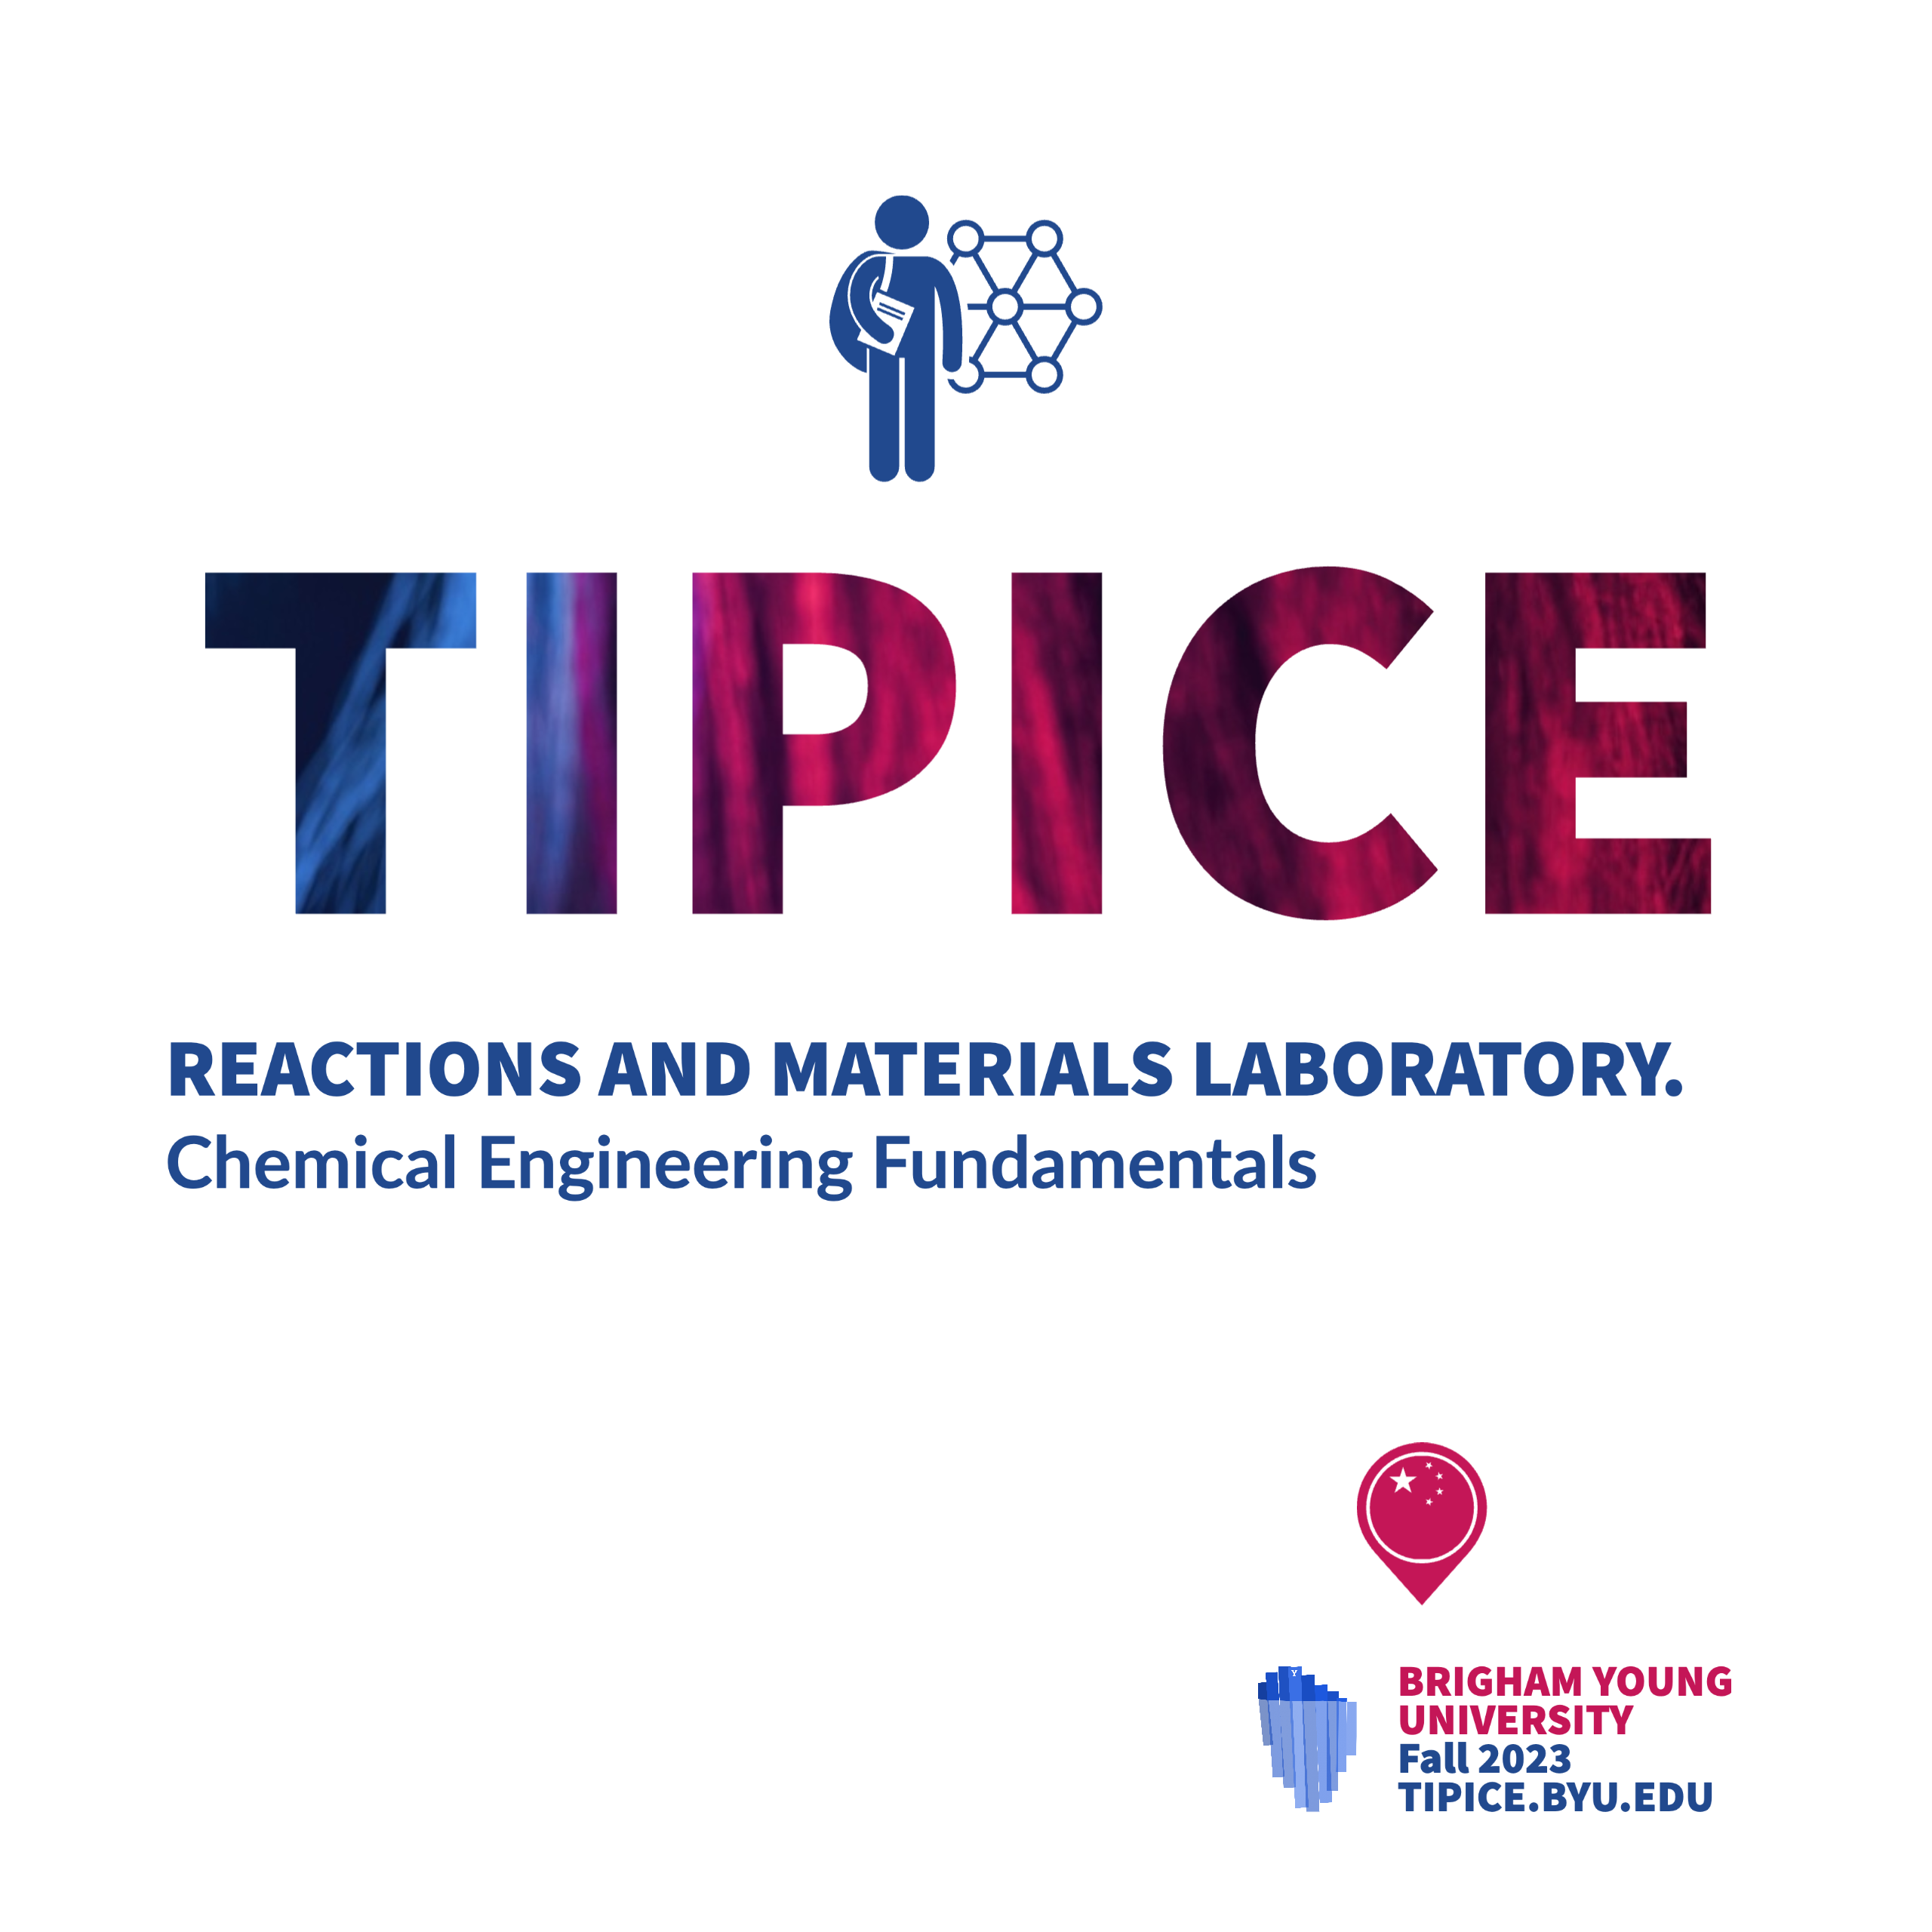 TIPICE
REACTIONS AND MATERIALS LABORATORY.
Chemical Engineering Fundamentals
Y
BRIGHAM YOUNG
UNIVERSITY
Fall 2023
TIPICE.BYU.EDU